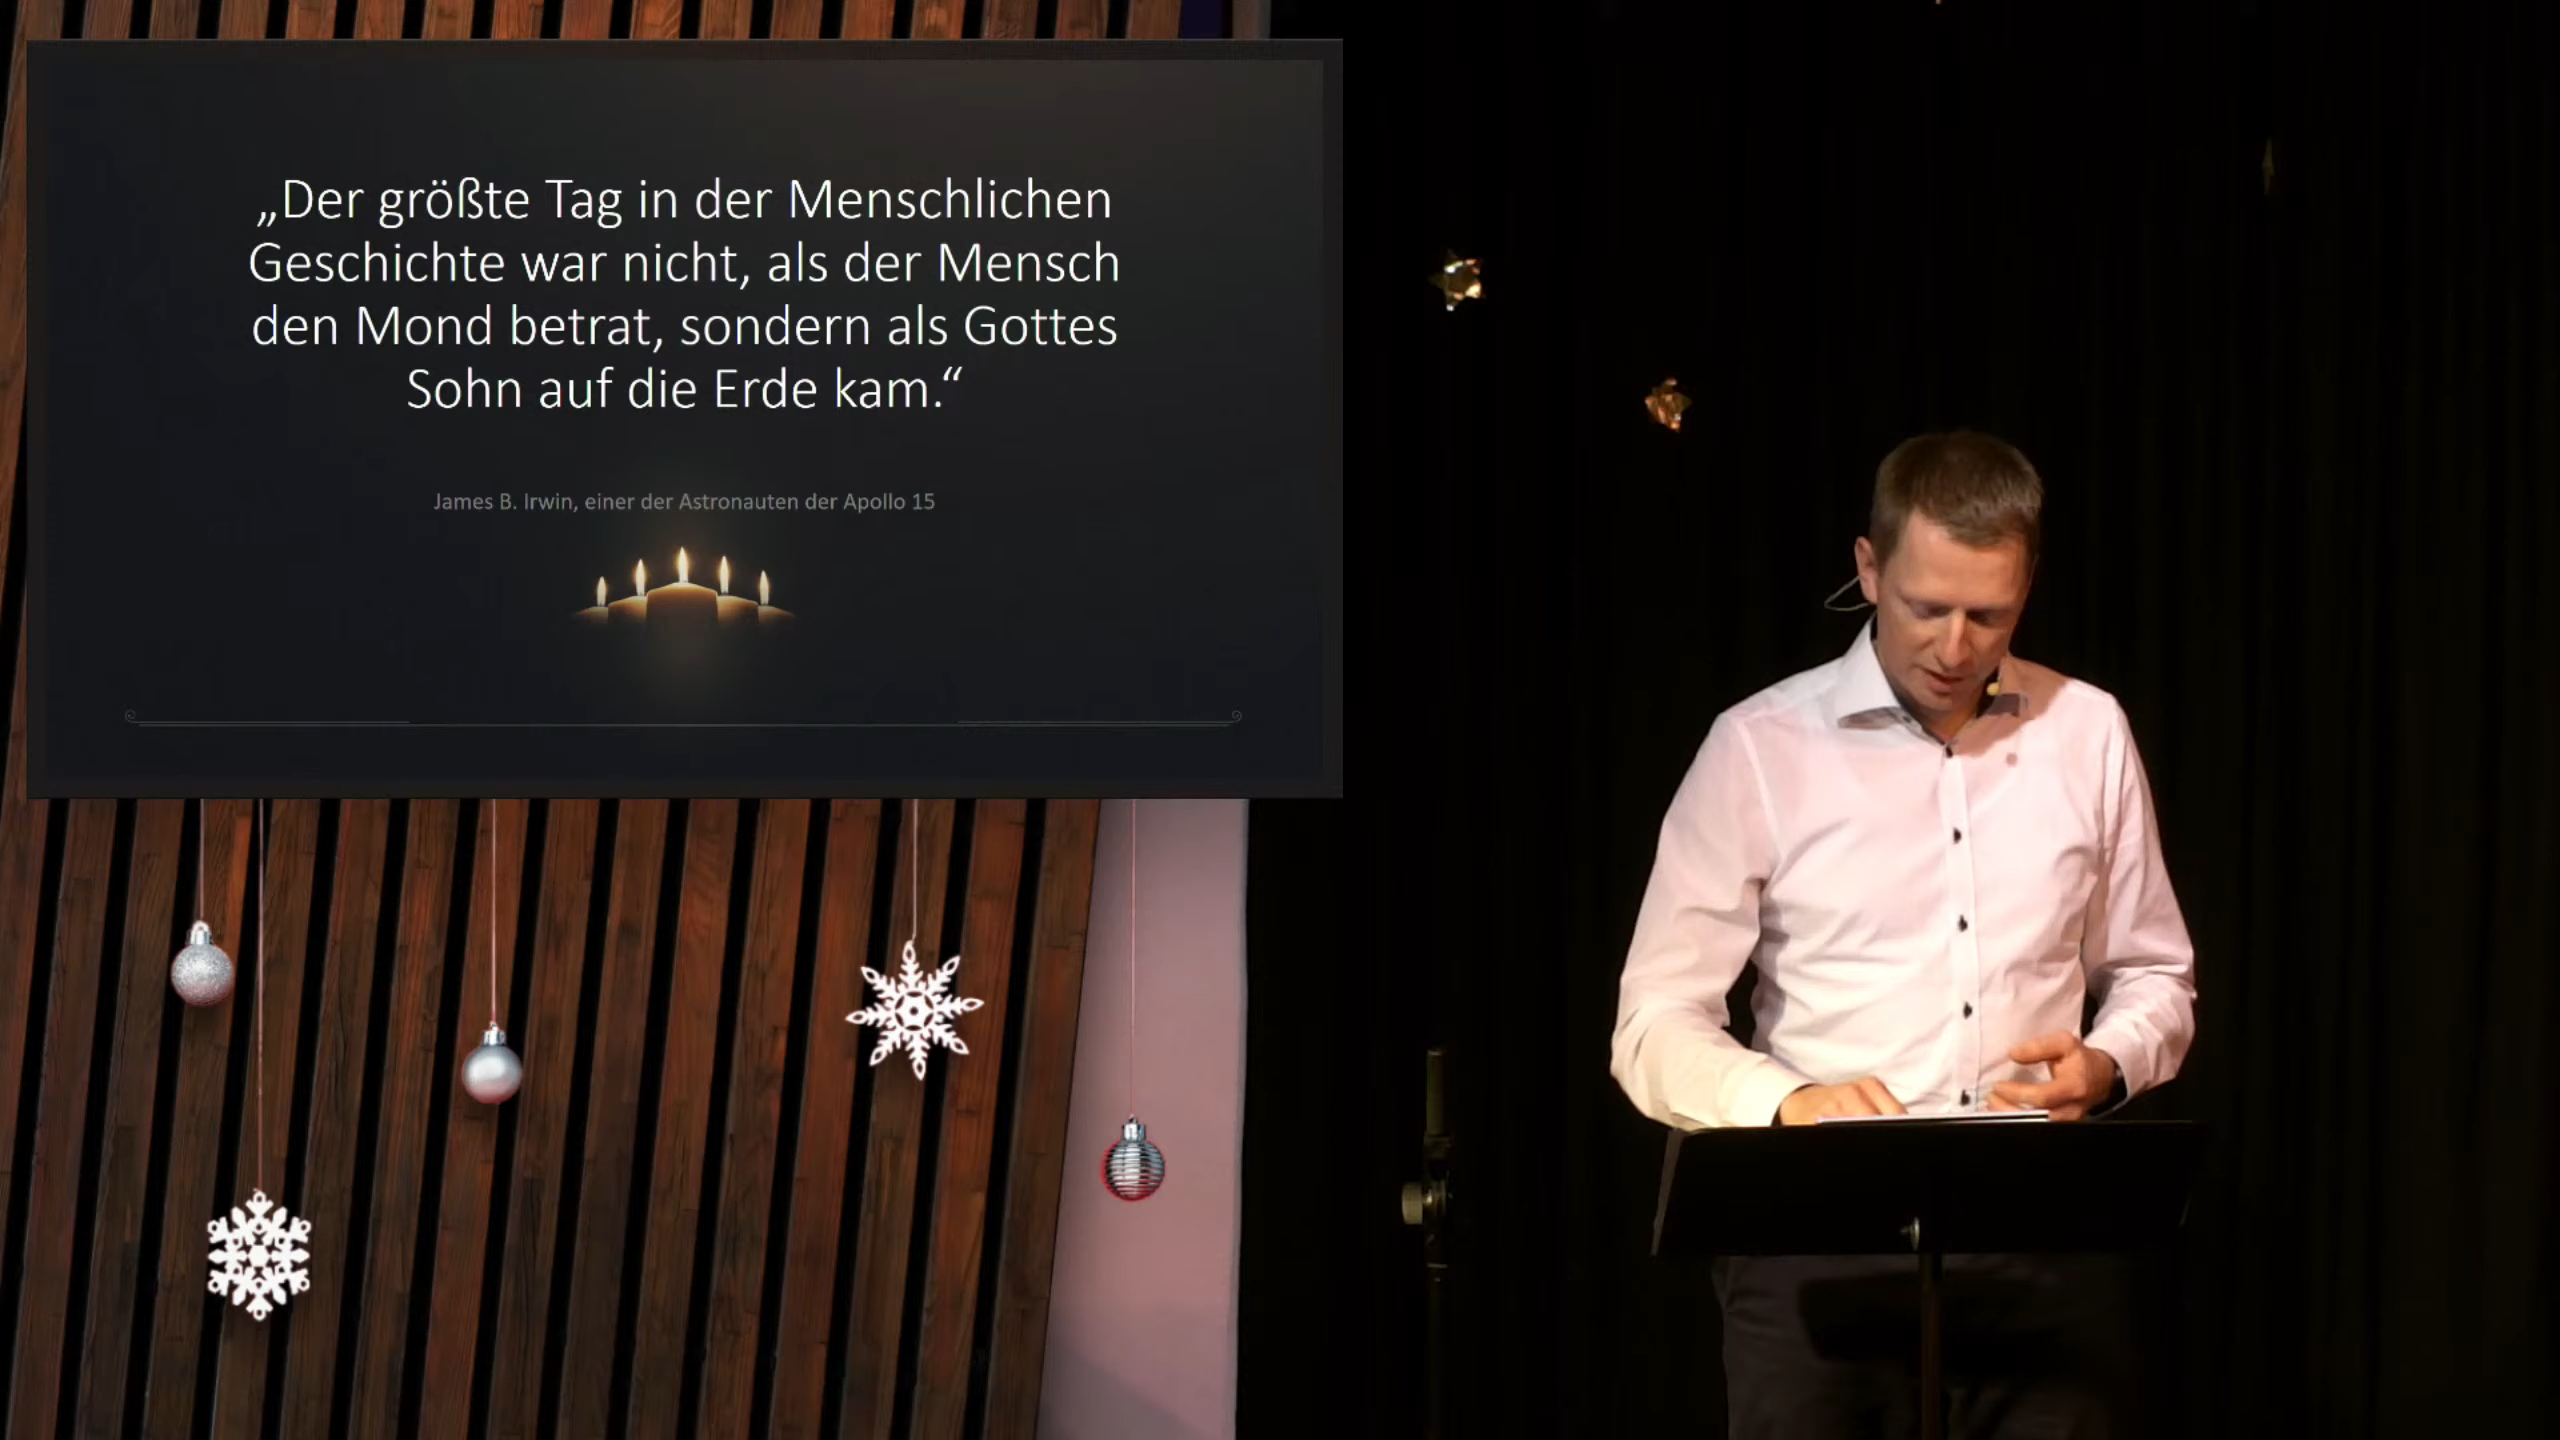 „Der größte Tag in der Menschlichen
Geschichte war nicht, als der Mensch
den Mond betrat, sondern als Gottes
Sohn auf die Erde kam.“
James B. Irwin, einer der Astronauten der Apollo 15